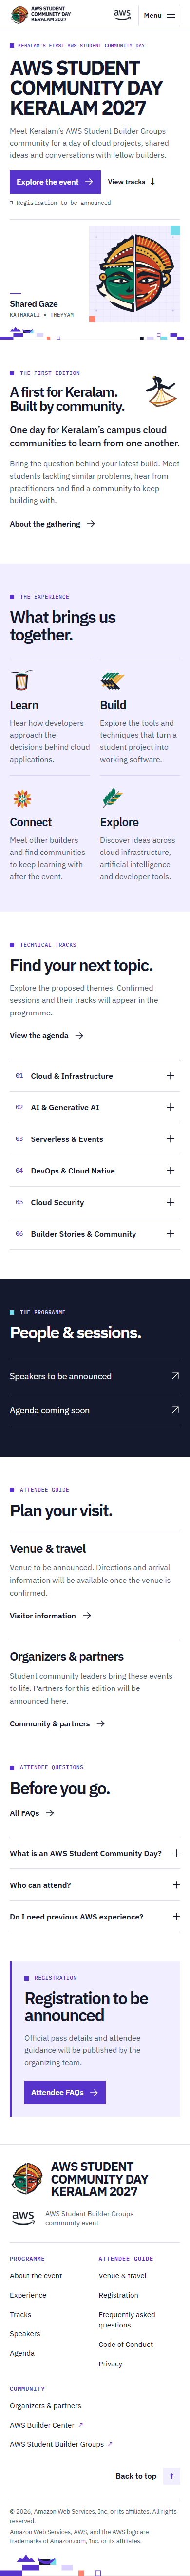 AWS STUDENT
COMMUNITY DAY
KERALAM 2027
aws
Menu
KERALAM'S FIRST AWS STUDENT COMMUNITY DAY
AWS STUDENT
COMMUNITY DAY
KERALAM 2027
Meet Keralam's AWS Student Builder Groups
community for a day of cloud projects, shared
ideas and conversations with fellow builders.
Explore the event →
View tracks ↓
Registration to be announced
Shared Gaze
KATHAKALI + THEYYAM
THE FIRST EDITION
A first for Keralam.
Built by community.
One day for Keralam's campus cloud
communities to learn from one another.
Bring the question behind your latest build. Meet
students tackling similar problems, hear from
practitioners and find a community to keep
building with.
About the gathering →
THE EXPERIENCE
What brings us
together.
Learn
Hear how developers
approach the
decisions behind cloud
applications.
Build
Explore the tools and
techniques that turn a
student project into
working software.
Connect
Meet other builders
and find communities
to keep learning with
after the event.
Explore
Discover ideas across
cloud infrastructure,
artificial intelligence
and developer tools.
TECHNICAL TRACKS
Find your next topic.
Explore the proposed themes. Confirmed
sessions and their tracks will appear in the
programme.
View the agenda →
01 Cloud & Infrastructure +
02 AI & Generative AI +
03 Serverless & Events +
04 DevOps & Cloud Native +
05 Cloud Security +
06 Builder Stories & Community +
THE PROGRAMME
People & sessions.
Speakers to be announced ↗
Agenda coming soon ↗
ATTENDEE GUIDE
Plan your visit.
Venue & travel
Venue to be announced. Directions and arrival
information will be available once the venue is
confirmed.
Visitor information →
Organizers & partners
Student community leaders bring these events
to life. Partners for this edition will be
announced here.
Community & partners →
ATTENDEE QUESTIONS
Before you go.
All FAQs →
What is an AWS Student Community Day? +
Who can attend? +
Do I need previous AWS experience? +
REGISTRATION
Registration to be
announced
Official pass details and attendee
guidance will be published by the
organizing team.
Attendee FAQs →
AWS STUDENT
COMMUNITY DAY
KERALAM 2027
aws
AWS Student Builder Groups
community event
PROGRAMME
About the event
Experience
Tracks
Speakers
Agenda
ATTENDEE GUIDE
Venue & travel
Registration
Frequently asked
questions
Code of Conduct
Privacy
COMMUNITY
Organizers & partners
AWS Builder Center ↗
AWS Student Builder Groups ↗
Back to top ↑
© 2026, Amazon Web Services, Inc. or its affiliates. All rights
reserved.
Amazon Web Services, AWS, and the AWS logo are
trademarks of Amazon.com, Inc. or its affiliates.